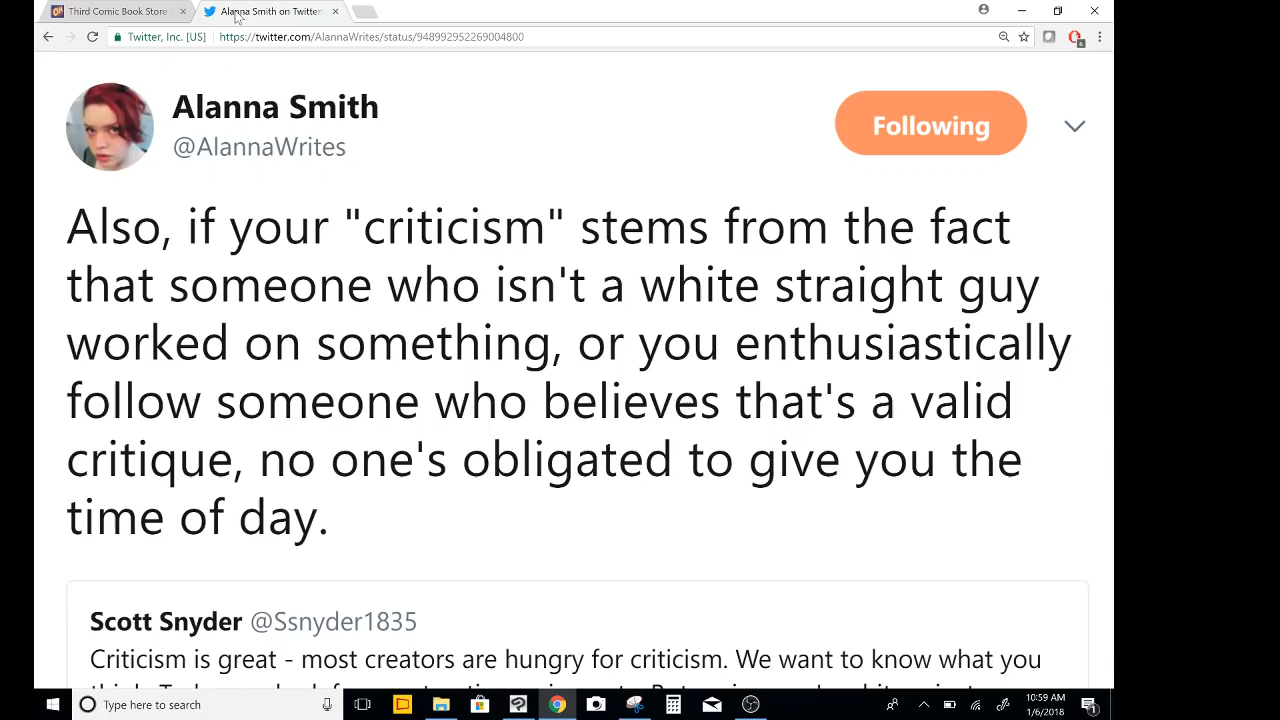 Third Comic Book Store
Alanna Smith on Twitter
Twitter, Inc. [US]
https://twitter.com/AlannaWrites/status/948992952269004800
Alanna Smith
@AlannaWrites
Following
Also, if your "criticism" stems from the fact
that someone who isn't a white straight guy
worked on something, or you enthusiastically
follow someone who believes that's a valid
critique, no one's obligated to give you the
time of day.
Scott Snyder @Ssnyder1835
Criticism is great - most creators are hungry for criticism. We want to know what you
Type here to search
10:59 AM
1/6/2018